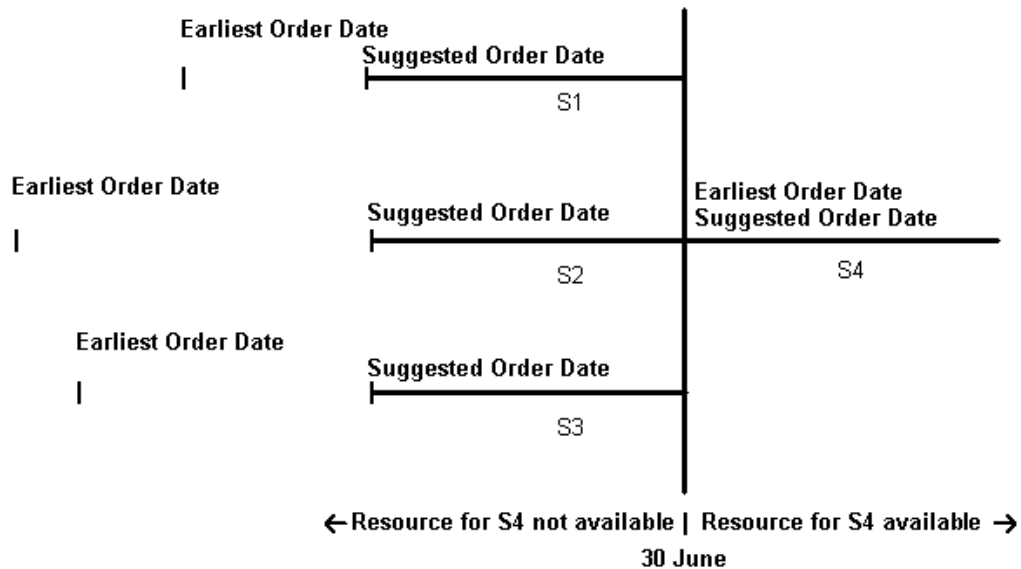 Earliest Order Date
Suggested Order Date
S1
Earliest Order Date
Suggested Order Date
S2
Earliest Order Date
Suggested Order Date
S4
Earliest Order Date
Suggested Order Date
S3
←Resource for S4 not available | Resource for S4 available →
30 June